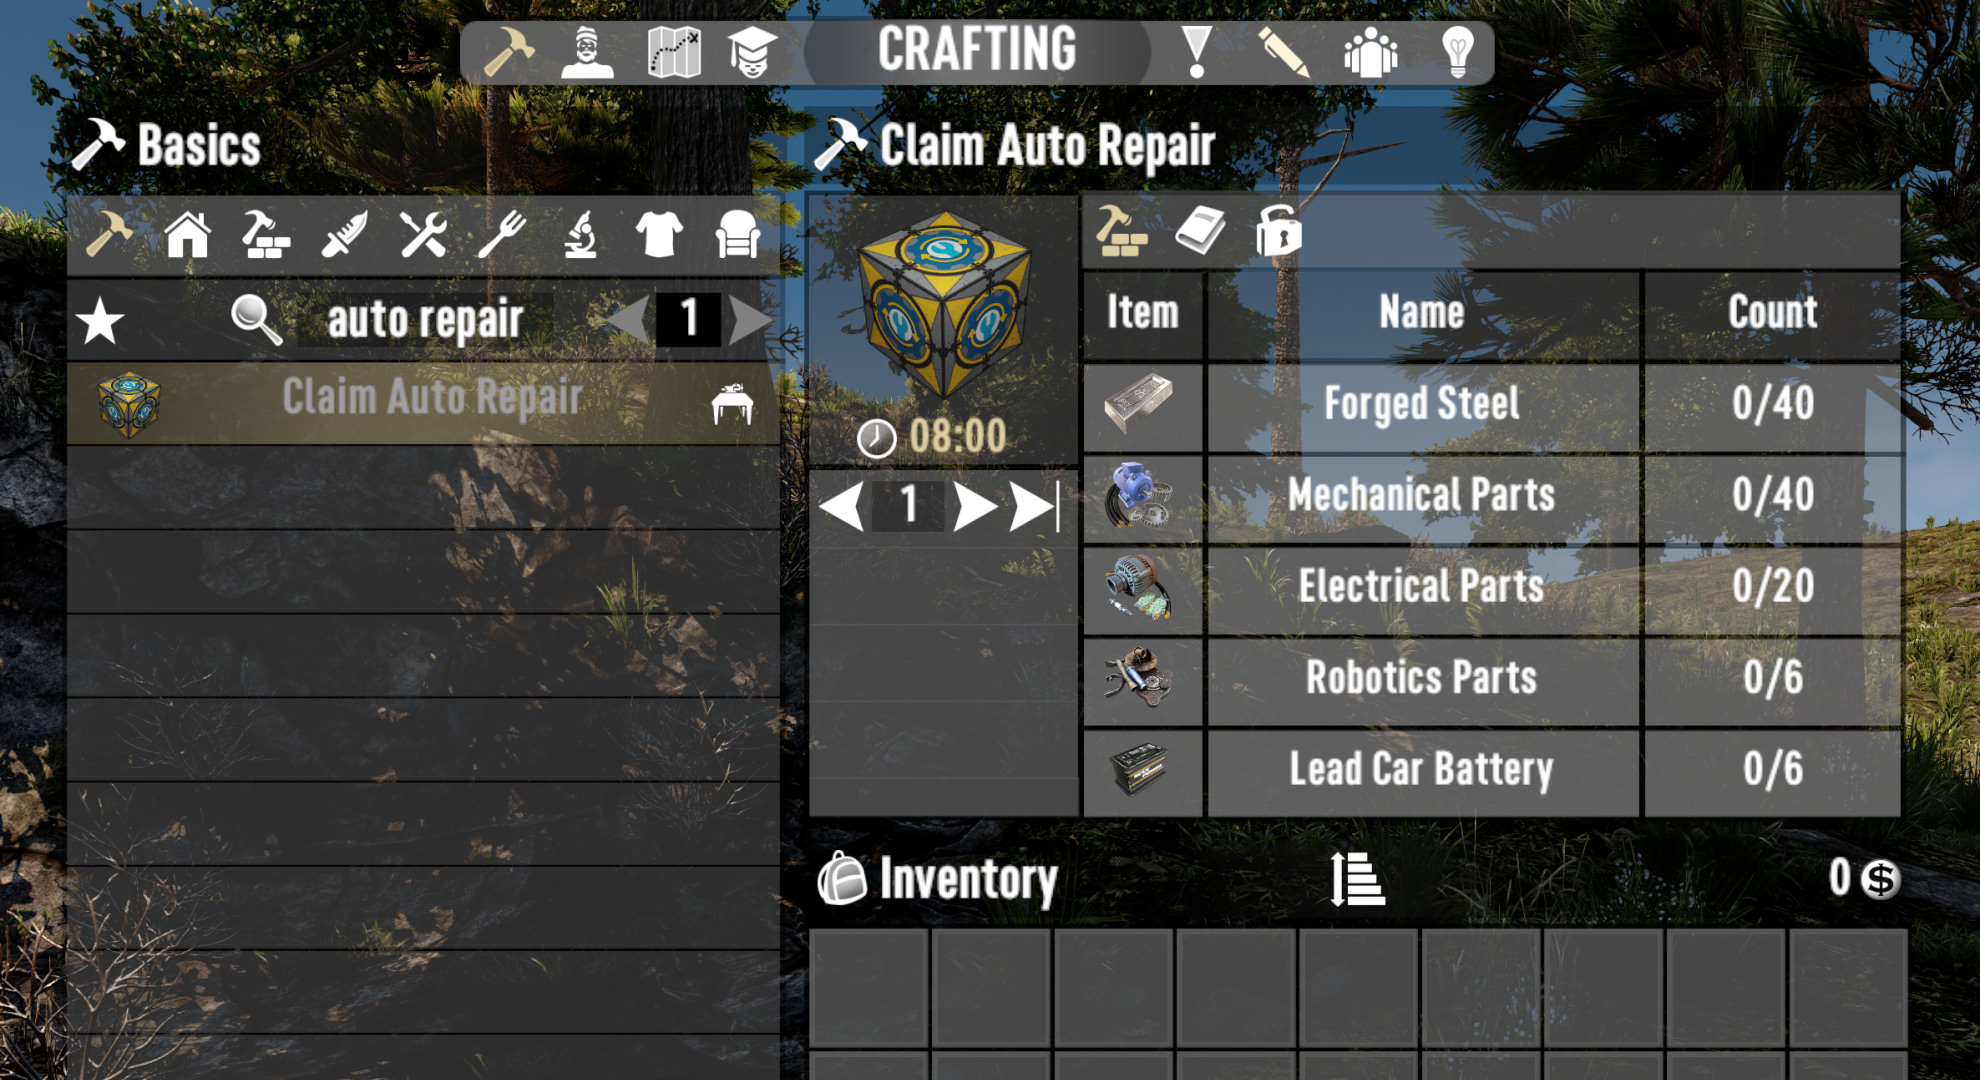 CRAFTING
Basics
auto repair
1
Claim Auto Repair
Claim Auto Repair
08:00
1
Item Name Count
Forged Steel 0/40
Mechanical Parts 0/40
Electrical Parts 0/20
Robotics Parts 0/6
Lead Car Battery 0/6
Inventory
0 $